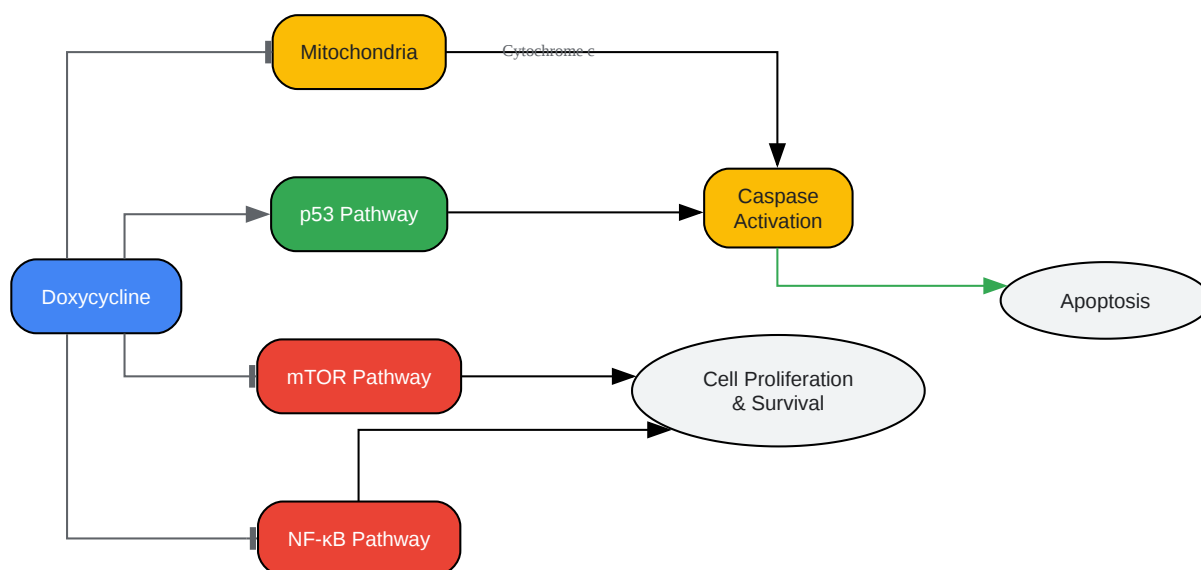 Mitochondria
Cytochrome c
p53 Pathway
Caspase
Activation
Doxycycline
Apoptosis
mTOR Pathway
Cell Proliferation
& Survival
NF-κB Pathway